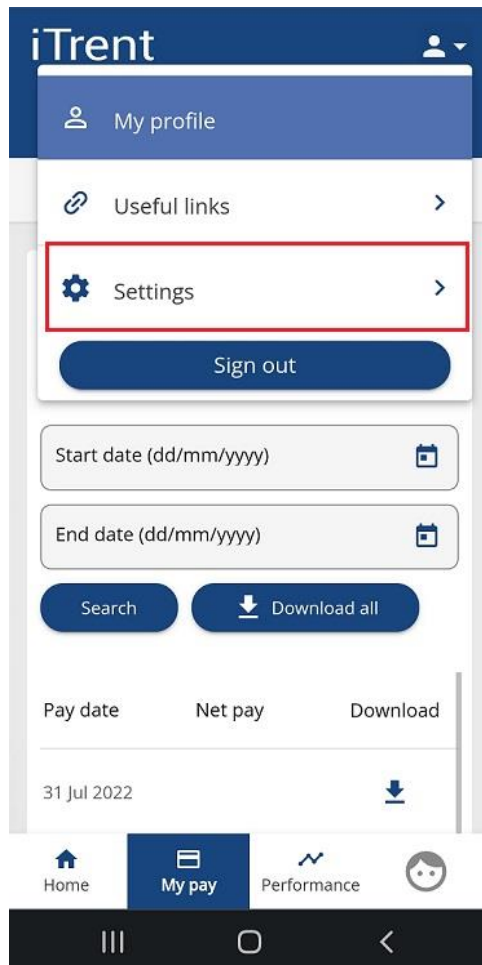 iTrent
My profile
Useful links
Settings
Sign out
Start date (dd/mm/yyyy)
End date (dd/mm/yyyy)
Search Download all
Pay date Net pay Download
31 Jul 2022
Home My pay Performance